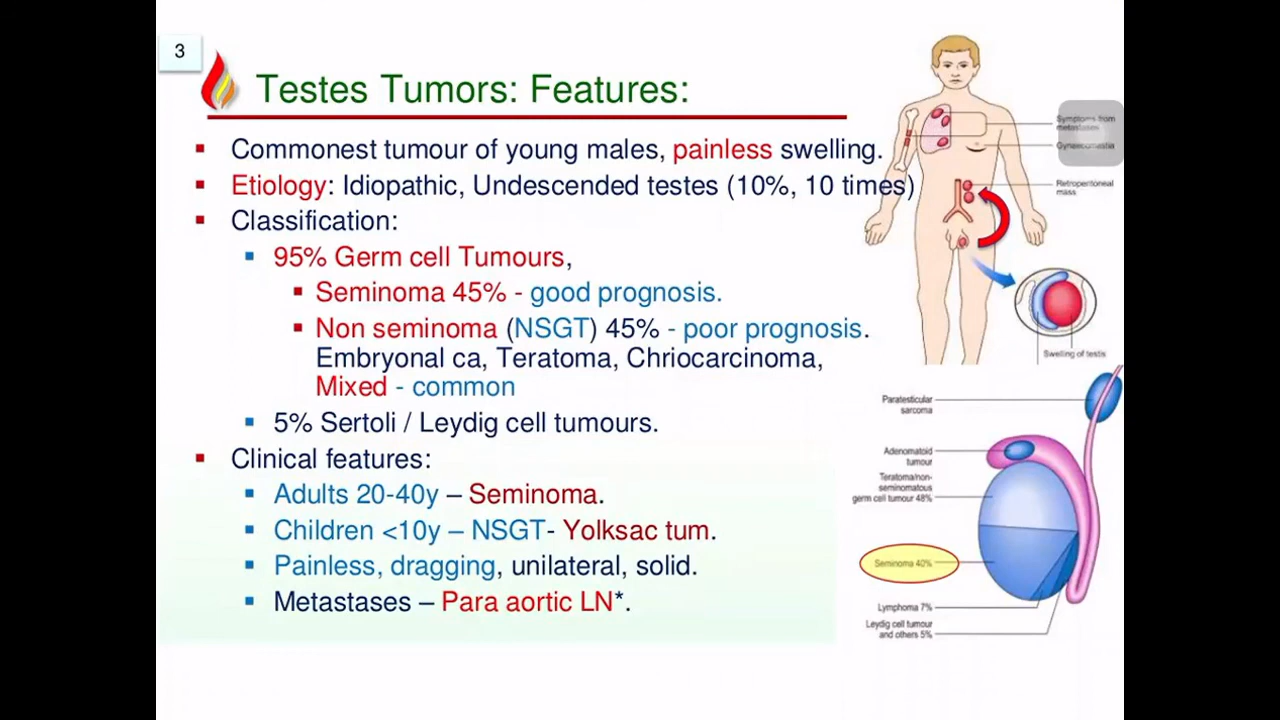 3
Testes Tumors: Features:
Commonest tumour of young males, painless swelling.
Etiology: Idiopathic, Undescended testes (10%, 10 times)
Classification:
95% Germ cell Tumours,
Seminoma 45% - good prognosis.
Non seminoma (NSGT) 45% - poor prognosis.
Embryonal ca, Teratoma, Chriocarcinoma,
Mixed - common
5% Sertoli / Leydig cell tumours.
Clinical features:
Adults 20-40y – Seminoma.
Children <10y – NSGT- Yolksac tum.
Painless, dragging, unilateral, solid.
Metastases – Para aortic LN*.
Symptoms from
metastases
Gynaecomastia
Retroperitoneal
mass
Swelling of testis
Paratesticular
sarcoma
Adenomatoid
tumour
Teratoma/non-
seminomatous
germ cell tumour 48%
Seminoma 40%
Lymphoma 7%
Leydig cell tumour
and others 5%